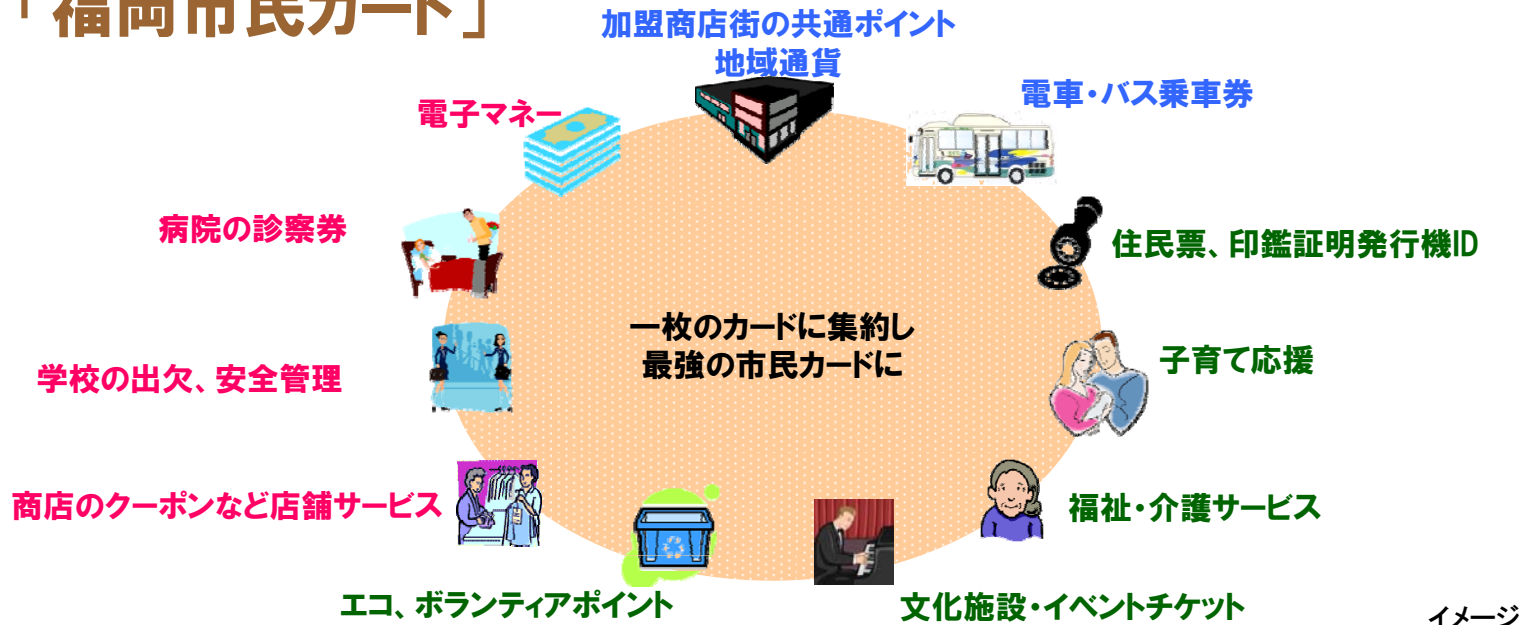 「福岡市民カード」
加盟商店街の共通ポイント
地域通貨
電車・バス乗車券
電子マネー
病院の診察券
住民票、印鑑証明発行機ID
一枚のカードに集約し
最強の市民カードに
子育て応援
学校の出欠、安全管理
商店のクーポンなど店舗サービス
福祉・介護サービス
エコ、ボランティアポイント
文化施設・イベントチケット
イメージ